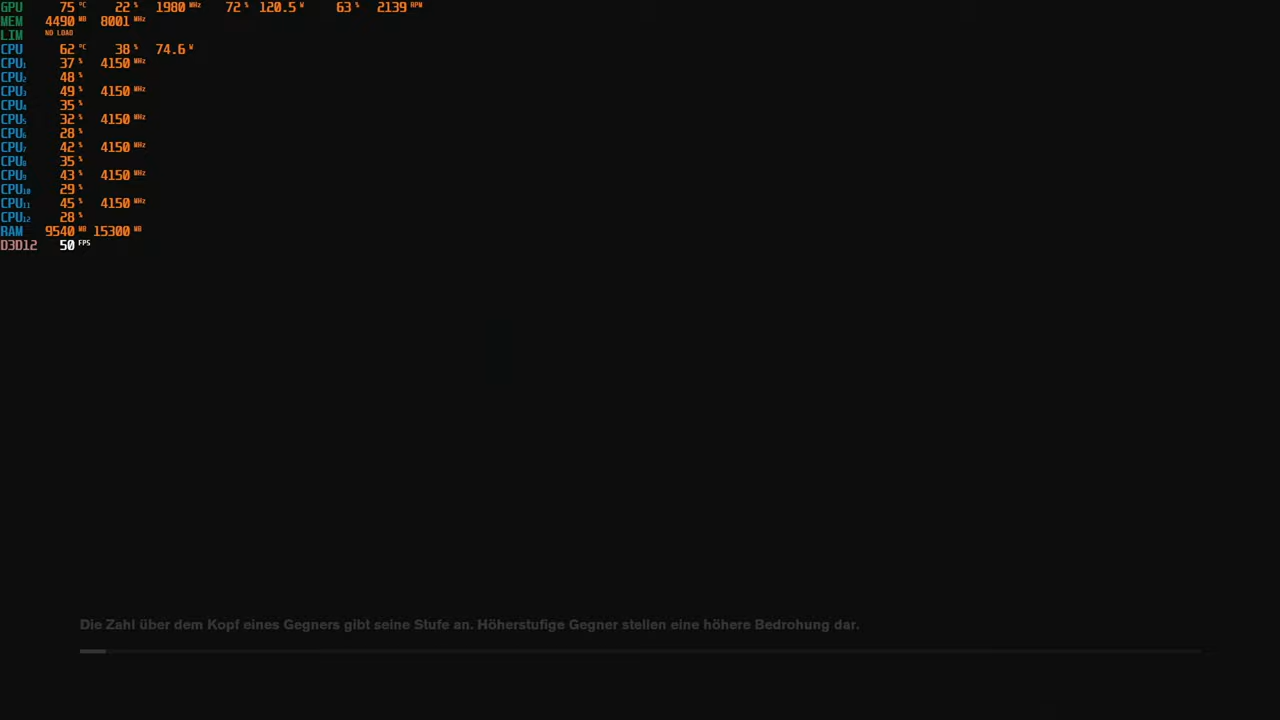 GPU 75 °C 22 % 1980 MHz 72 % 120.5 W 63 % 2139 RPM
MEM 4490 MB 8001 MHz
LIM NO LOAD
CPU 62 °C 38 % 74.6 W
CPU1 37 % 4150 MHz
CPU2 48 %
CPU3 49 % 4150 MHz
CPU4 35 %
CPU5 32 % 4150 MHz
CPU6 28 %
CPU7 42 % 4150 MHz
CPU8 35 %
CPU9 43 % 4150 MHz
CPU10 29 %
CPU11 45 % 4150 MHz
CPU12 28 %
RAM 9540 MB 15300 MB
D3D12 50 FPS
Die Zahl über dem Kopf eines Gegners gibt seine Stufe an. Höherstufige Gegner stellen eine höhere Bedrohung dar.